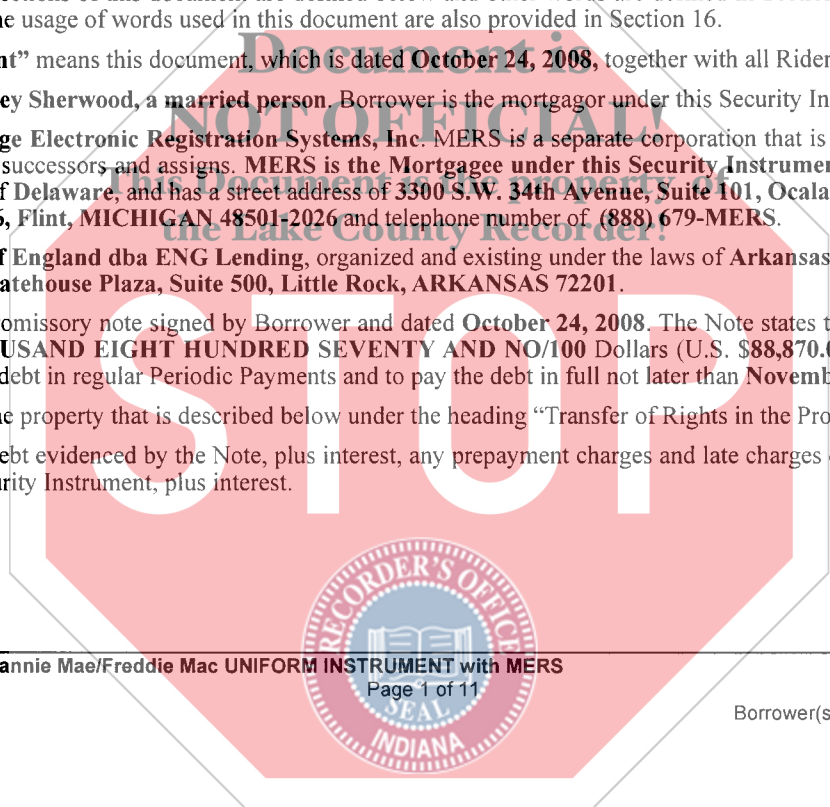 e usage of words used in this document are also provided in Section 16.
Document is
nt” means this document, which is dated October 24, 2008, together with all Rider
ey Sherwood, a married person. Borrower is the mortgagor under this Security In
NOT OFFICIAL!
ge Electronic Registration Systems, Inc. MERS is a separate corporation that is
successors and assigns. MERS is the Mortgagee under this Security Instrumen
This Document is the property of
f Delaware, and has a street address of 3300 S.W. 34th Avenue, Suite 101, Ocala
6, Flint, MICHIGAN 48501-2026 and telephone number of (888) 679-MERS.
the Lake County Recorder!
f England dba ENG Lending, organized and existing under the laws of Arkansas
atehouse Plaza, Suite 500, Little Rock, ARKANSAS 72201.
omissory note signed by Borrower and dated October 24, 2008. The Note states t
USAND EIGHT HUNDRED SEVENTY AND NO/100 Dollars (U.S. $88,870.0
debt in regular Periodic Payments and to pay the debt in full not later than Novemb
STOP
e property that is described below under the heading “Transfer of Rights in the Pro
ebt evidenced by the Note, plus interest, any prepayment charges and late charges
rity Instrument, plus interest.
RECORDER'S OFFICE
annie Mae/Freddie Mac UNIFORM INSTRUMENT with MERS
Page 1 of 11
SEAL
Borrower(s
INDIANA